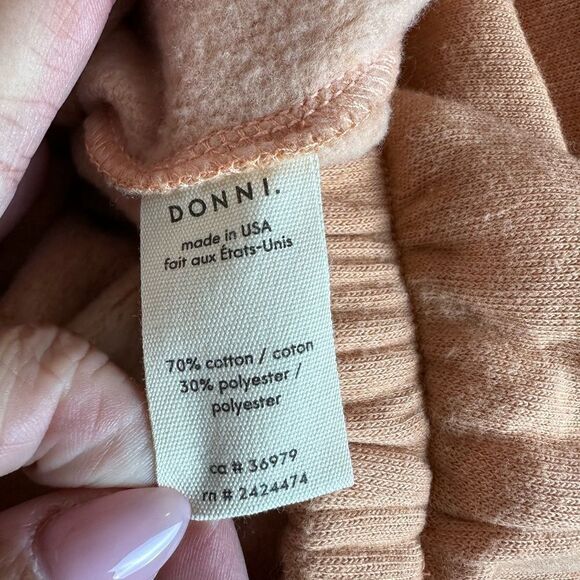 DONNI.
made in USA
fait aux États-Unis
70% cotton / coton
30% polyester /
polyester
ca # 36979
rn # 2424474